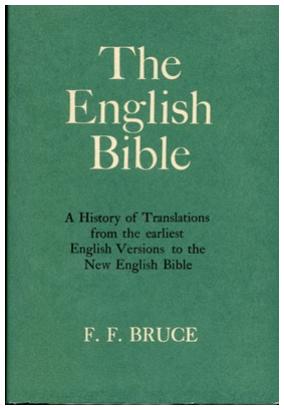 The
English
Bible
A History of Translations
from the earliest
English Versions to the
New English Bible
F. F. BRUCE